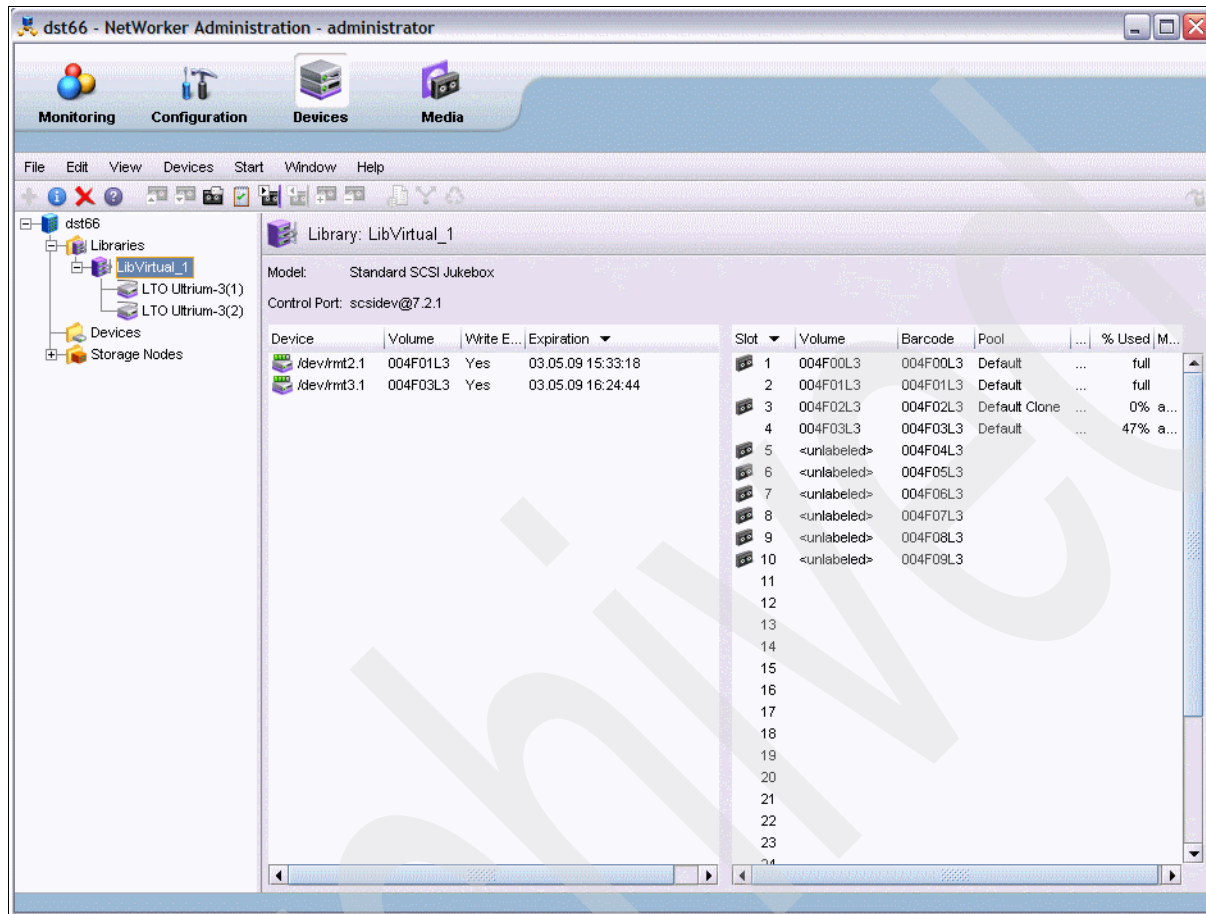 dst66 - NetWorker Administration - administrator
Monitoring Configuration Devices Media
File Edit View Devices Start Window Help
dst66
Libraries
LibVirtual_1
LTO Ultrium-3(1)
LTO Ultrium-3(2)
Devices
Storage Nodes
Library: LibVirtual_1
Model: Standard SCSI Jukebox
Control Port: scsidev@7.2.1
Device Volume Write E... Expiration
/dev/rmt2.1 004F01L3 Yes 03.05.09 15:33:18
/dev/rmt3.1 004F03L3 Yes 03.05.09 16:24:44
Slot Volume Barcode Pool ... % Used M...
1 004F00L3 004F00L3 Default ... full
2 004F01L3 004F01L3 Default ... full
3 004F02L3 004F02L3 Default Clone ... 0% a...
4 004F03L3 004F03L3 Default ... 47% a...
5 <unlabeled> 004F04L3
6 <unlabeled> 004F05L3
7 <unlabeled> 004F06L3
8 <unlabeled> 004F07L3
9 <unlabeled> 004F08L3
10 <unlabeled> 004F09L3
11
12
13
14
15
16
17
18
19
20
21
22
23
24